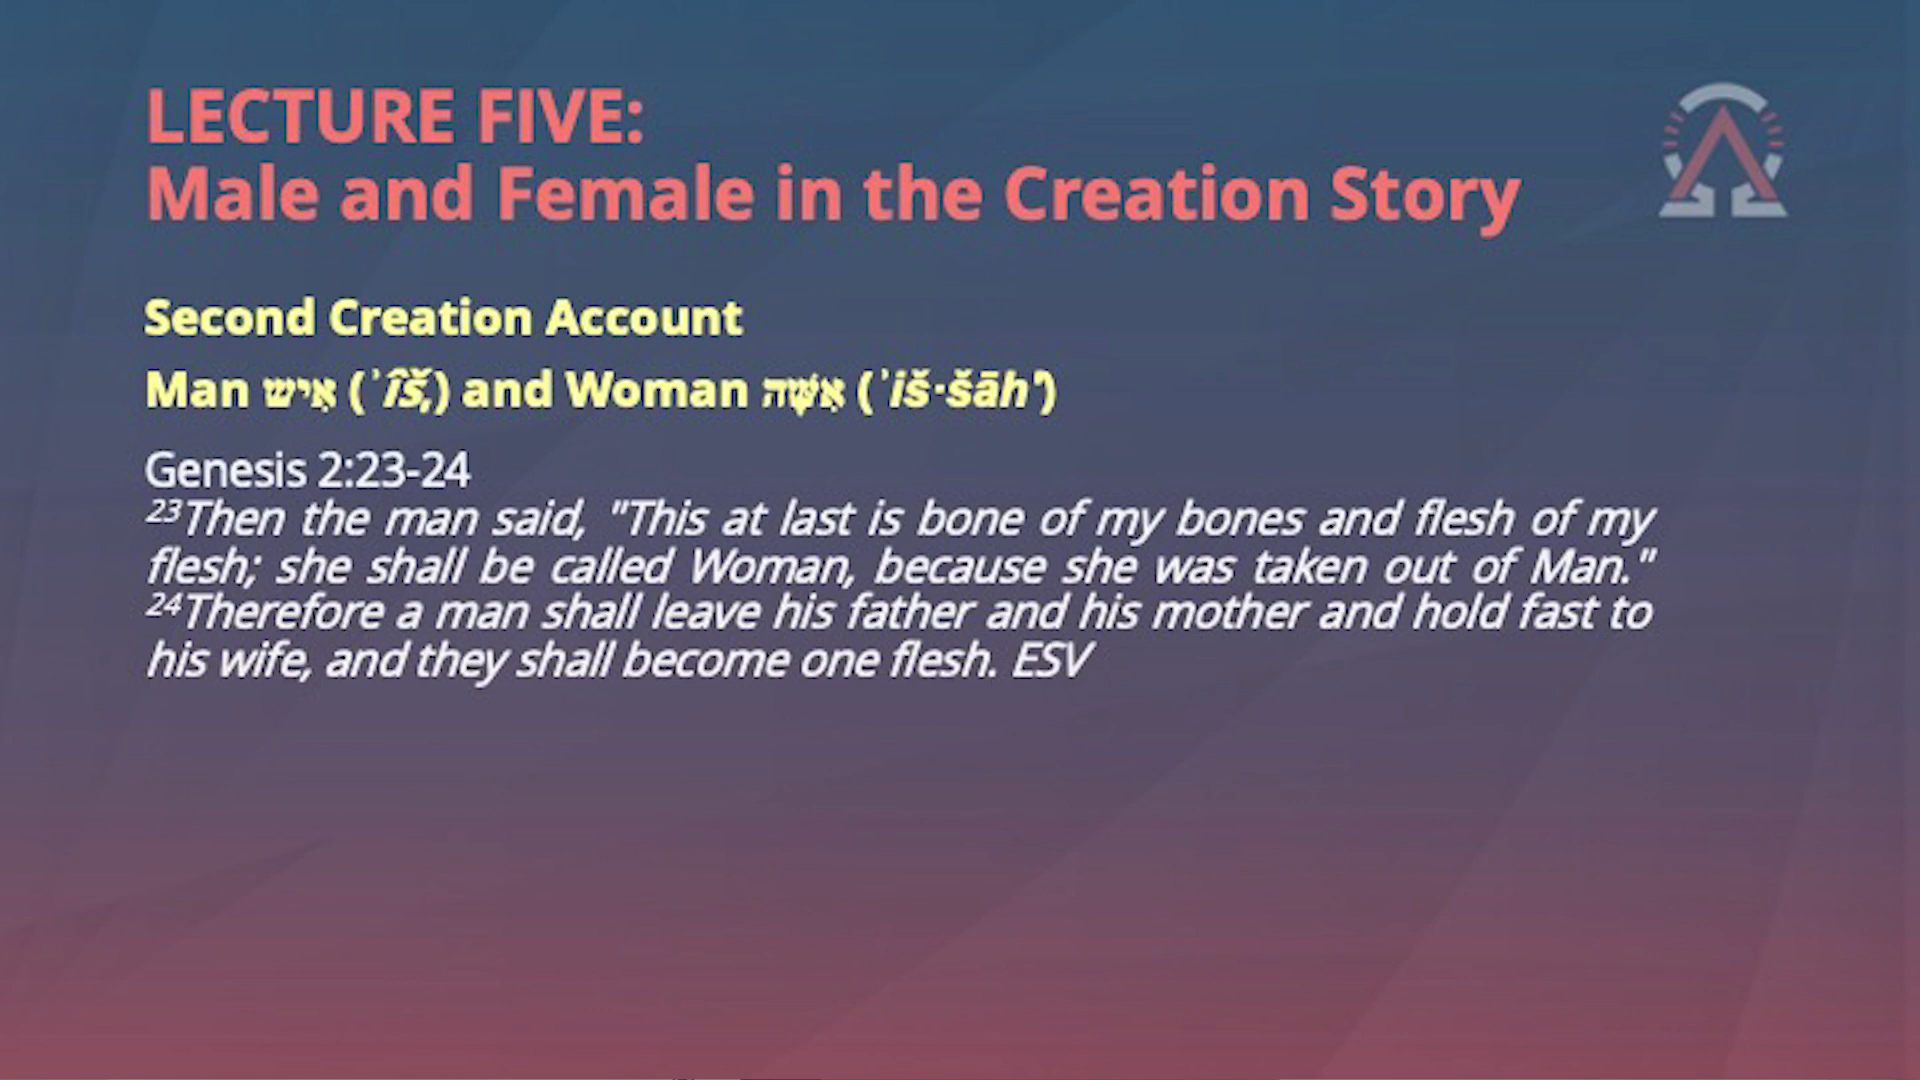 LECTURE FIVE:
Male and Female in the Creation Story
Second Creation Account
Man אִישׁ (ʾîš,) and Woman אִשָּׁה (ʾiš·šāh')
Genesis 2:23-24
²³Then the man said, "This at last is bone of my bones and flesh of my
flesh; she shall be called Woman, because she was taken out of Man."
²⁴Therefore a man shall leave his father and his mother and hold fast to
his wife, and they shall become one flesh. ESV